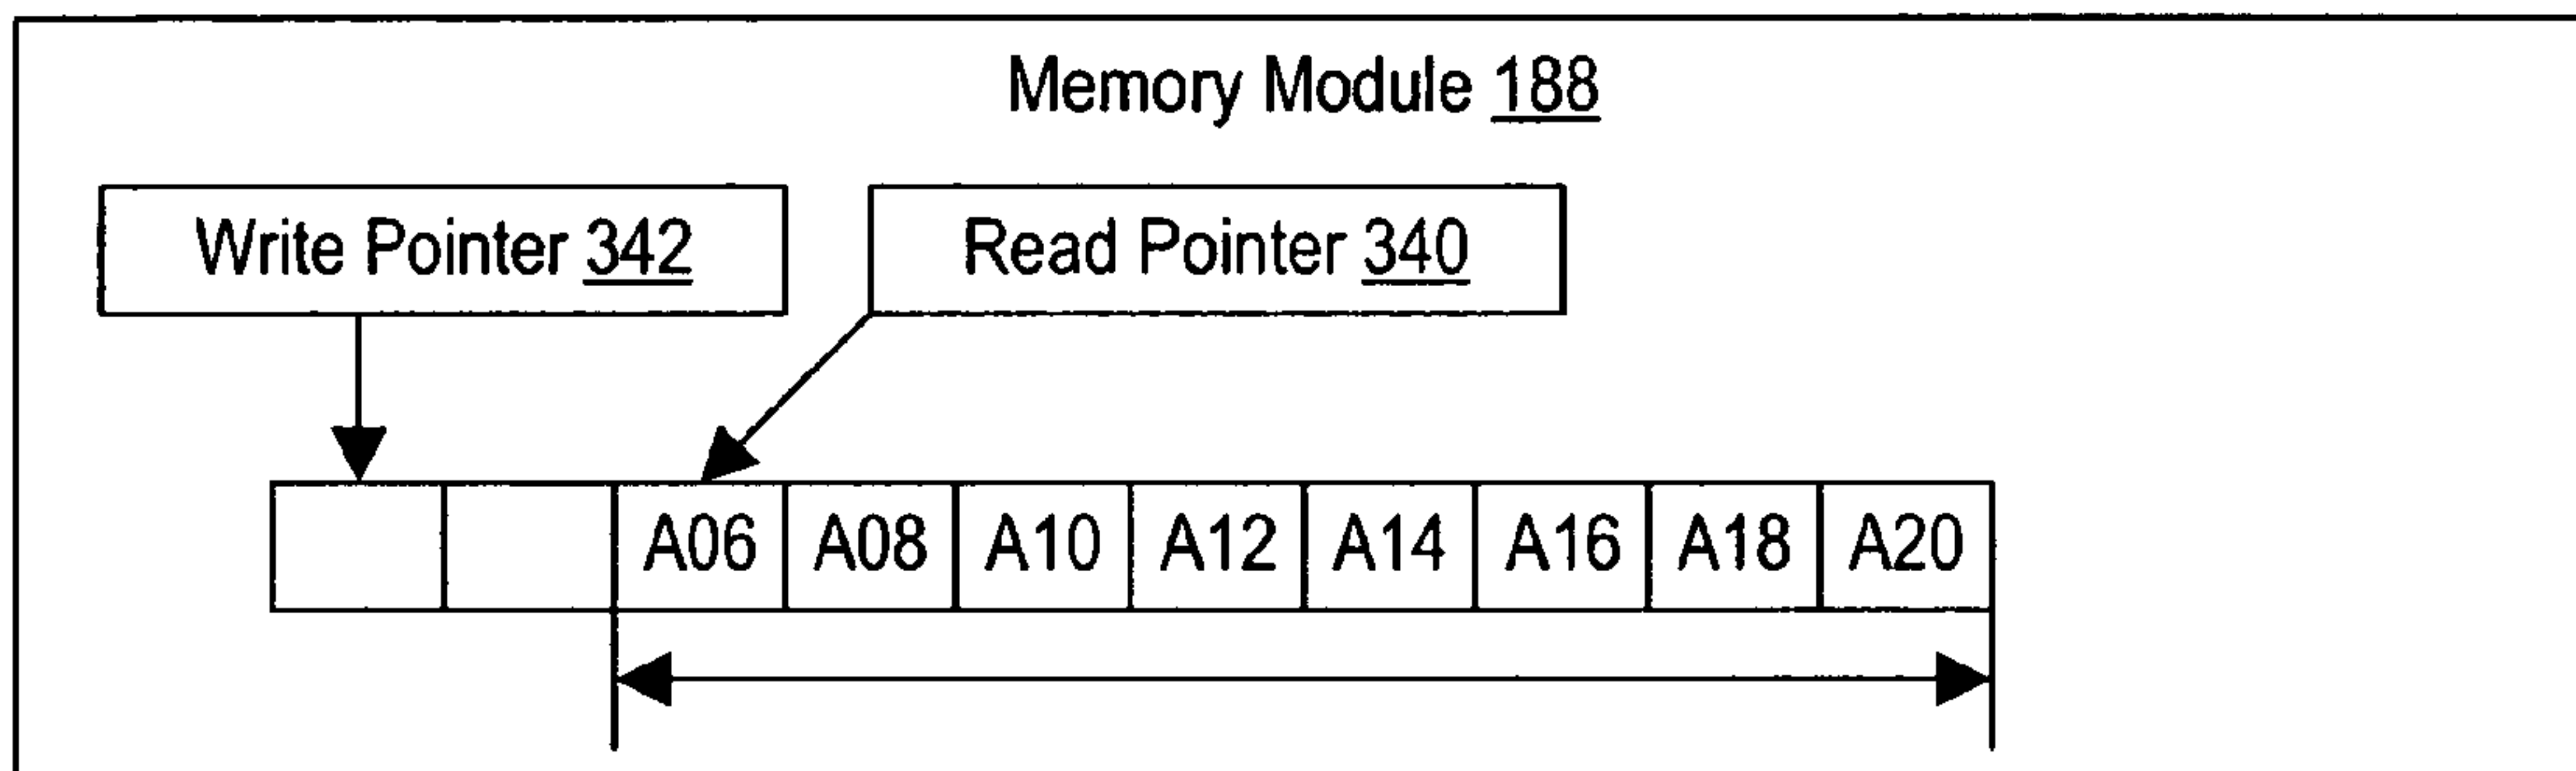 Memory Module 188
Write Pointer 342 Read Pointer 340
A06 A08 A10 A12 A14 A16 A18 A20